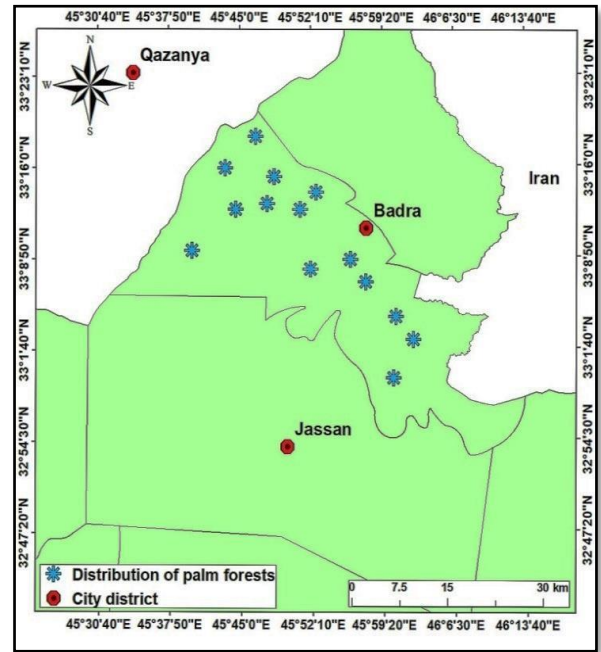 45°30'40"E 45°37'50"E 45°45'0"E 45°52'10"E 45°59'20"E 46°6'30"E 46°13'40"E
N
W E
S
Qazanya
33°23'10"N
33°23'10"N
33°16'0"N
33°16'0"N
Iran
Badra
33°8'50"N
33°8'50"N
33°1'40"N
33°1'40"N
Jassan
32°54'30"N
32°54'30"N
32°47'20"N
32°47'20"N
Distribution of palm forests
City district
0 7.5 15 30 km
45°30'40"E 45°37'50"E 45°45'0"E 45°52'10"E 45°59'20"E 46°6'30"E 46°13'40"E